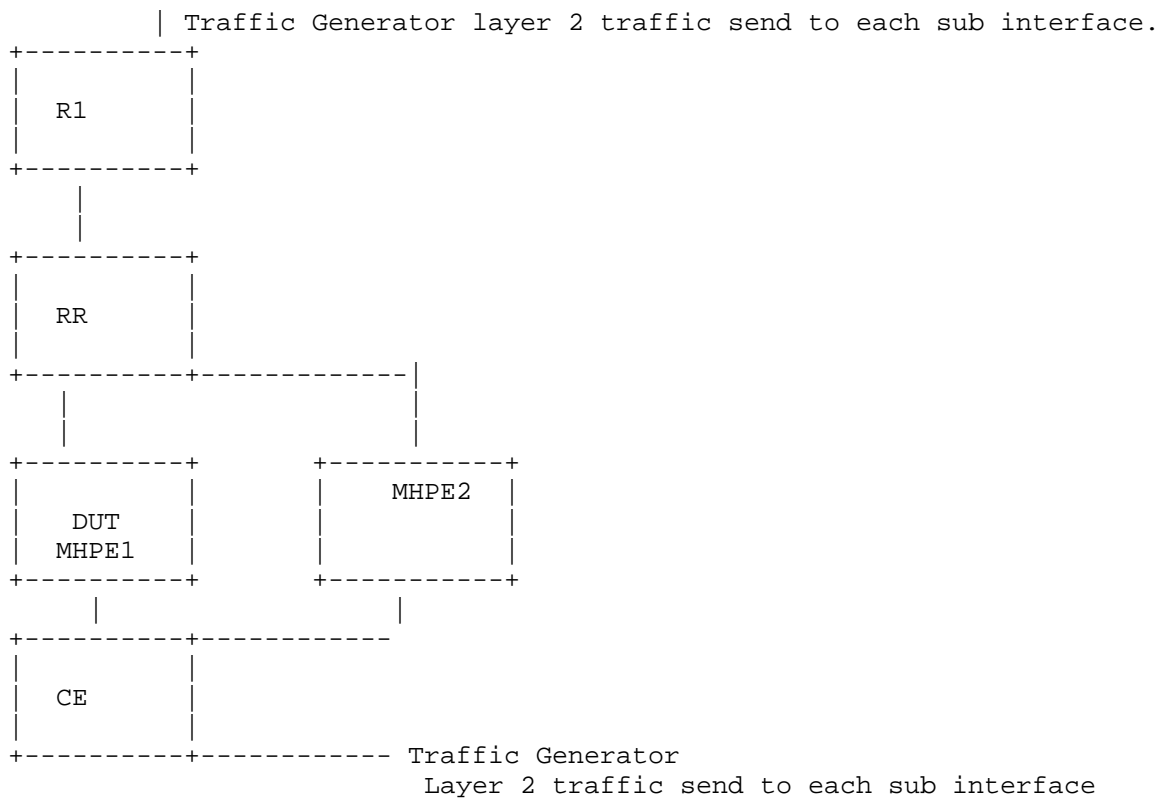 Traffic Generator layer 2 traffic send to each sub interface.
R1
RR
MHPE2
DUT
MHPE1
CE
Traffic Generator
Layer 2 traffic send to each sub interface